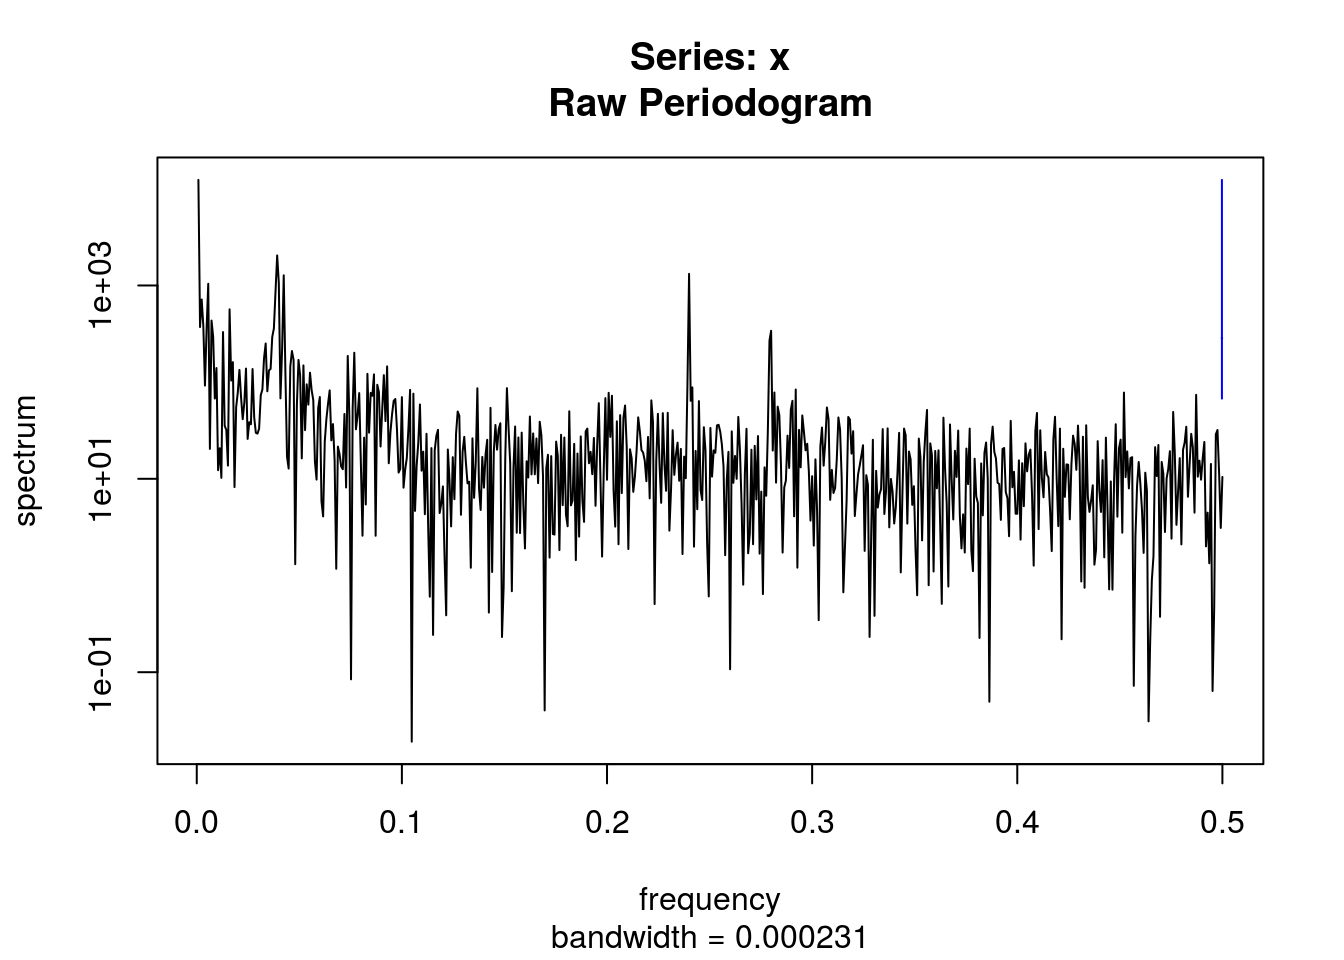 Series: x
Raw Periodogram
spectrum
1e+03
1e+01
1e-01
0.0 0.1 0.2 0.3 0.4 0.5
frequency
bandwidth = 0.000231